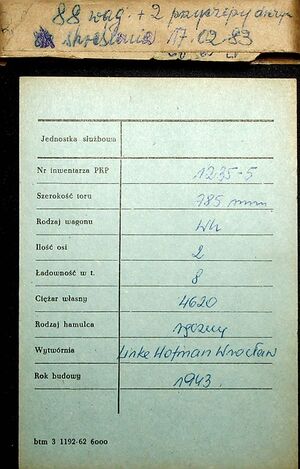 88 wag. + 2 przyczepy
skreślenia 17.02.83
Jednostka służbowa
Nr inwentarza PKP 1235-5
Szerokość toru 785 mm
Rodzaj wagonu Wh
Ilość osi 2
Ładowność w t. 8
Ciężar własny 4620
Rodzaj hamulca ręczny
Wytwórnia Linke Hofman Wrocław
Rok budowy 1943.
btm 3 1192-62 6000